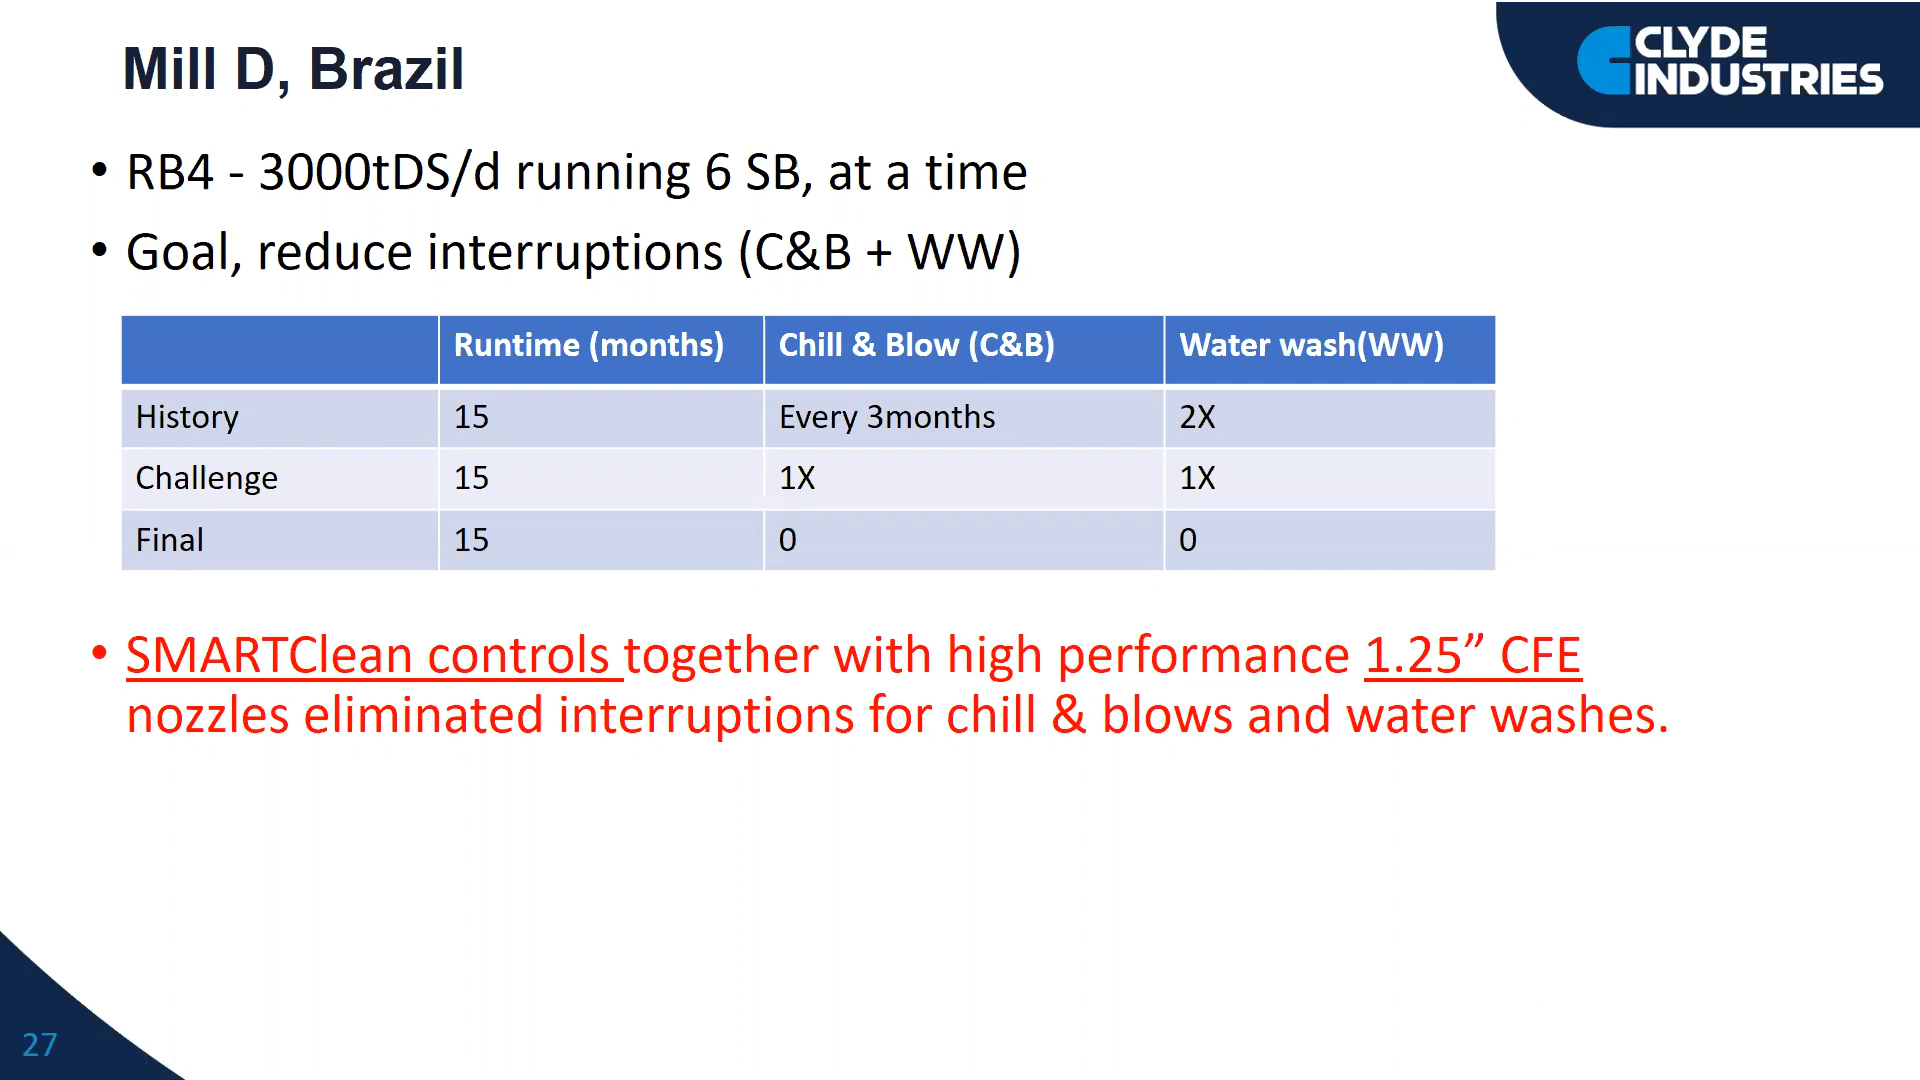 Mill D, Brazil
CLYDE
INDUSTRIES
• RB4 - 3000tDS/d running 6 SB, at a time
• Goal, reduce interruptions (C&B + WW)
Runtime (months) Chill & Blow (C&B) Water wash(WW)
History 15 Every 3months 2X
Challenge 15 1X 1X
Final 15 0 0
• SMARTClean controls together with high performance 1.25” CFE
nozzles eliminated interruptions for chill & blows and water washes.
27